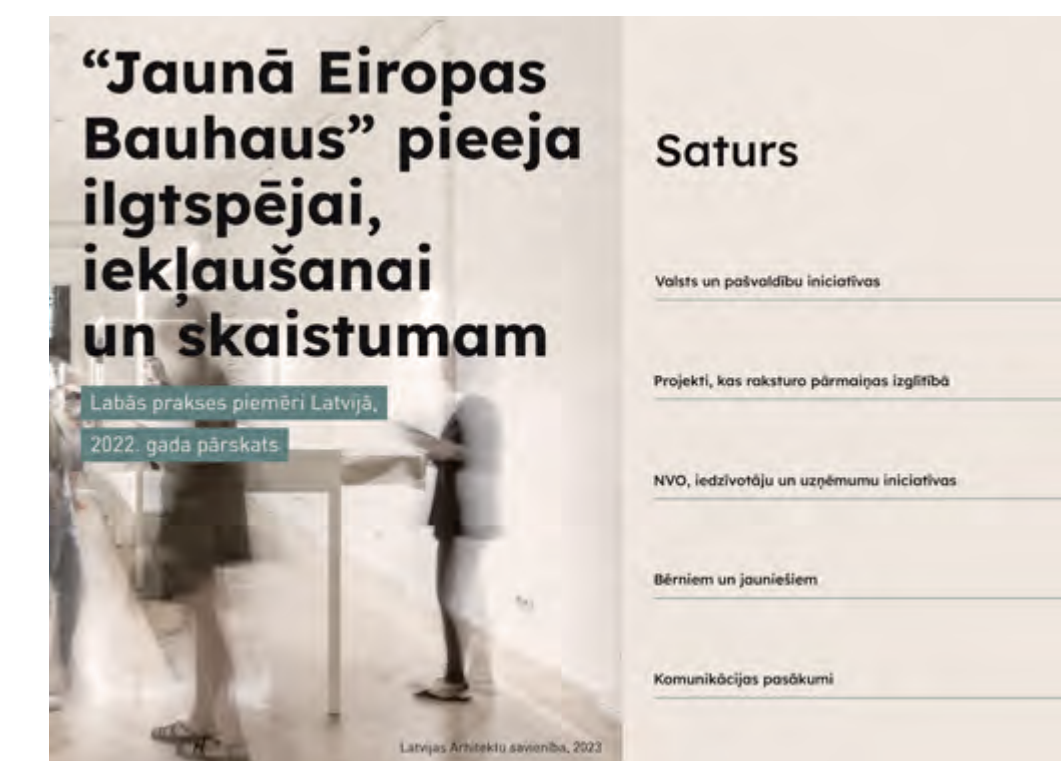 “Jaunā Eiropas
Bauhaus” pieeja
ilgtspējai,
iekļaušanai
un skaistumam
Labās prakses piemēri Latvijā,
2022. gada pārskats
Latvijas Arhitektu savienība, 2023
Saturs
Valsts un pašvaldību iniciatīvas
Projekti, kas raksturo pārmaiņas izglītībā
NVO, iedzīvotāju un uzņēmumu iniciatīvas
Bērniem un jauniešiem
Komunikācijas pasākumi